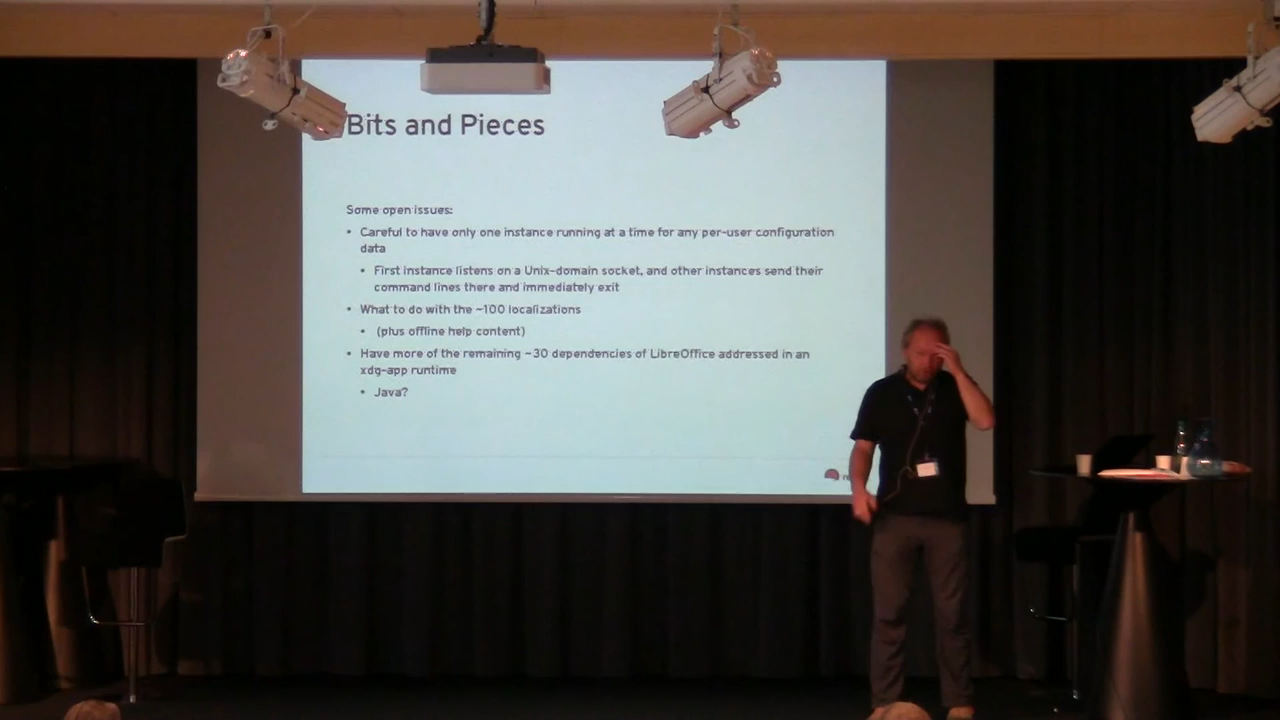 Bits and Pieces
Some open issues:
• Careful to have only one instance running at a time for any per-user configuration
data
• First instance listens on a Unix-domain socket, and other instances send their
command lines there and immediately exit
• What to do with the ~100 localizations
• (plus offline help content)
• Have more of the remaining ~30 dependencies of LibreOffice addressed in an
xdg-app runtime
• Java?